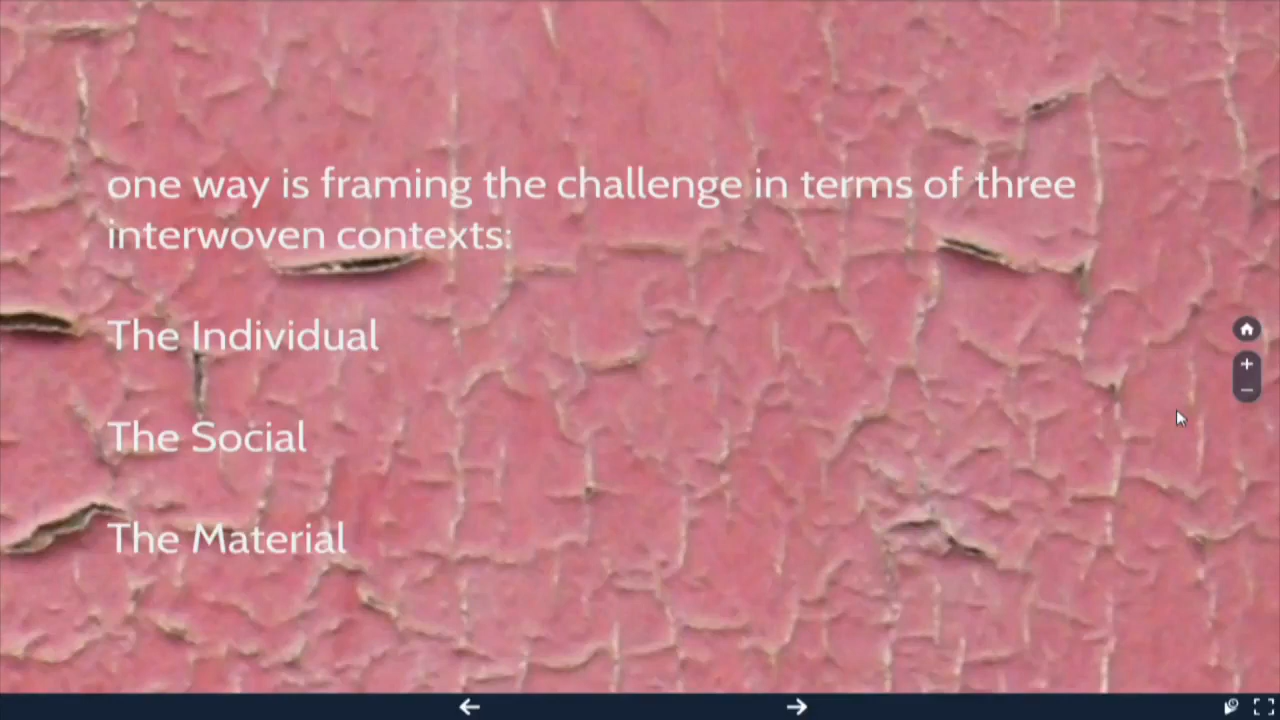 one way is framing the challenge in terms of three
interwoven contexts:
The Individual
The Social
The Material